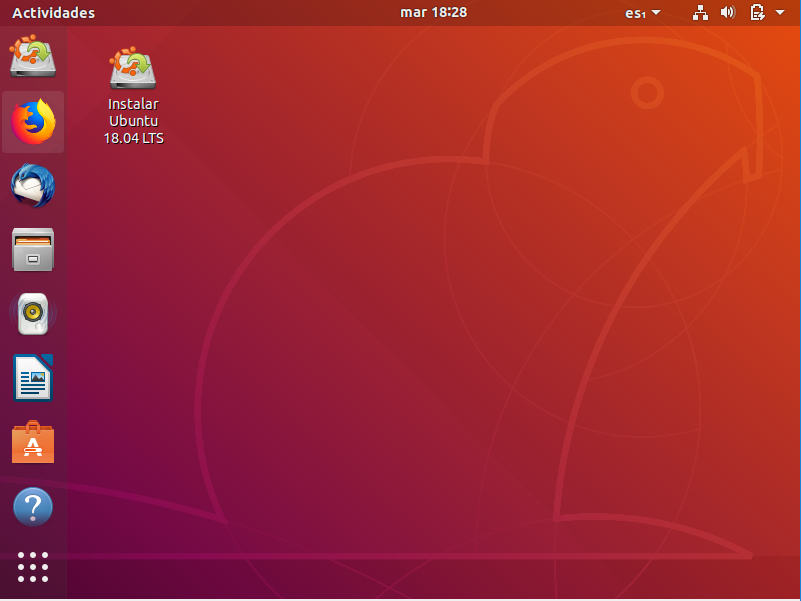 Actividades
mar 18:28
es₁
Instalar
Ubuntu
18.04 LTS